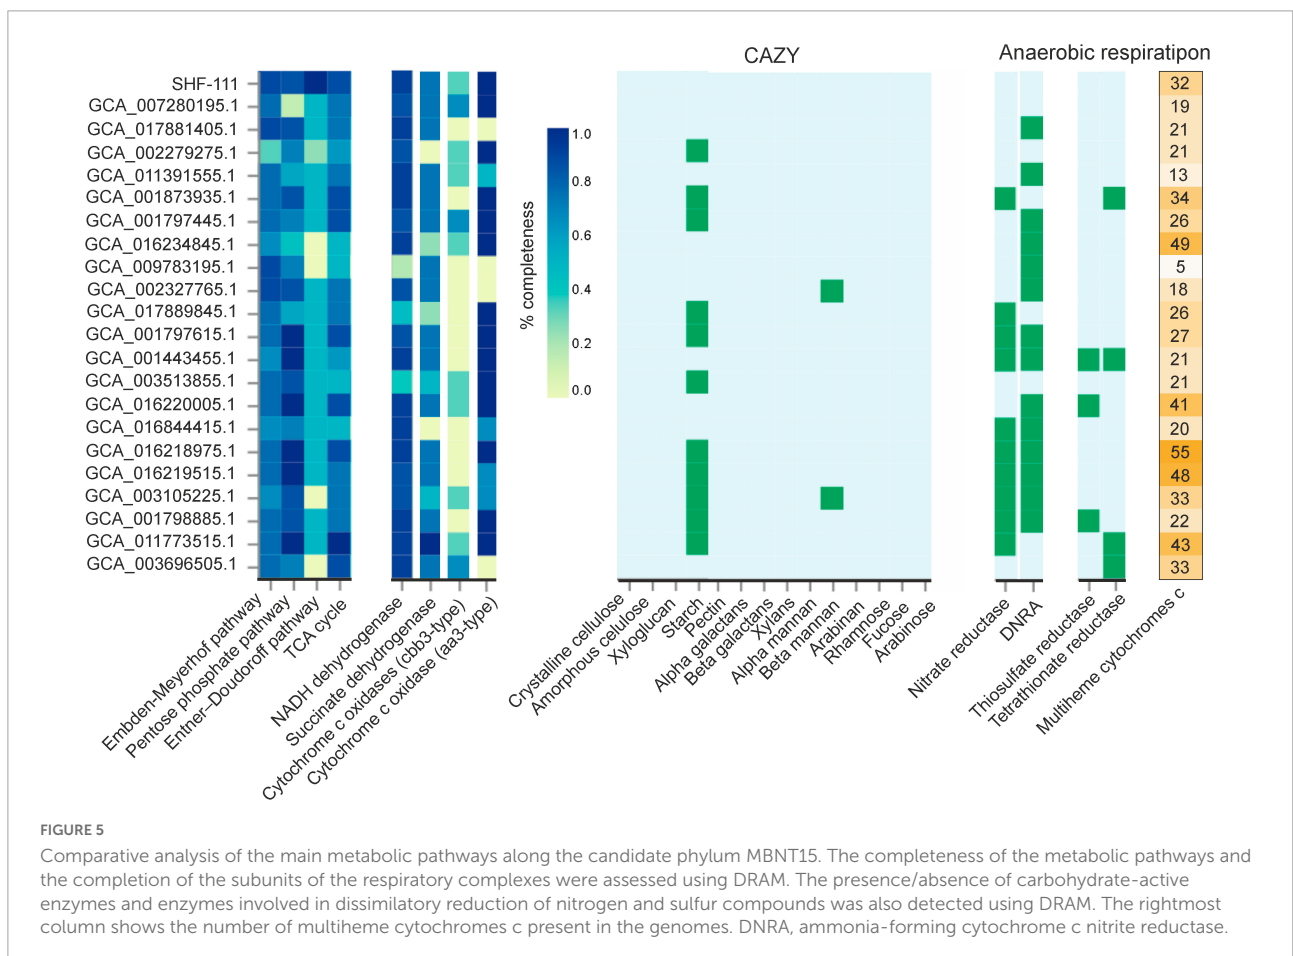 CAZY
Anaerobic respiratipon
SHF-111
GCA_007280195.1
GCA_017881405.1
GCA_002279275.1
GCA_011391555.1
GCA_001873935.1
GCA_001797445.1
GCA_016234845.1
GCA_009783195.1
GCA_002327765.1
GCA_017889845.1
GCA_001797615.1
GCA_001443455.1
GCA_003513855.1
GCA_016220005.1
GCA_016844415.1
GCA_016218975.1
GCA_016219515.1
GCA_003105225.1
GCA_001798885.1
GCA_011773515.1
GCA_003696505.1
Embden-Meyerhof pathway
Pentose phosphate pathway
Entner–Doudoroff pathway
TCA cycle
NADH dehydrogenase
Succinate dehydrogenase
Cytochrome c oxidases (cbb3-type)
Cytochrome c oxidase (aa3-type)
% completeness
1.0
0.8
0.6
0.4
0.2
0.0
Crystalline cellulose
Amorphous celulose
Xyloglucan
Starch
Pectin
Alpha galactans
Beta galactans
Xylans
Alpha mannan
Beta mannan
Arabinan
Rhamnose
Fucose
Arabinose
Nitrate reductase
DNRA
Thiosulfate reductase
Tetrathionate reductase
Multiheme cytochromes c
32
19
21
21
13
34
26
49
5
18
26
27
21
21
41
20
55
48
33
22
43
33
FIGURE 5
Comparative analysis of the main metabolic pathways along the candidate phylum MBNT15. The completeness of the metabolic pathways and
the completion of the subunits of the respiratory complexes were assessed using DRAM. The presence/absence of carbohydrate-active
enzymes and enzymes involved in dissimilatory reduction of nitrogen and sulfur compounds was also detected using DRAM. The rightmost
column shows the number of multiheme cytochromes c present in the genomes. DNRA, ammonia-forming cytochrome c nitrite reductase.